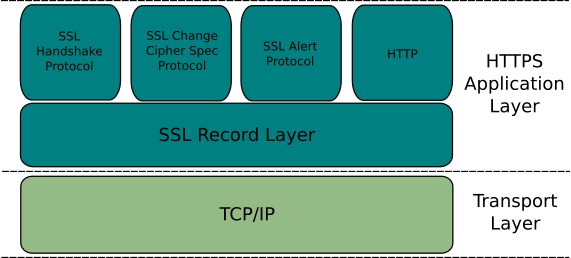 SSL
Handshake
Protocol
SSL Change
Cipher Spec
Protocol
SSL Alert
Protocol
HTTP
HTTPS
Application
Layer
SSL Record Layer
TCP/IP
Transport
Layer